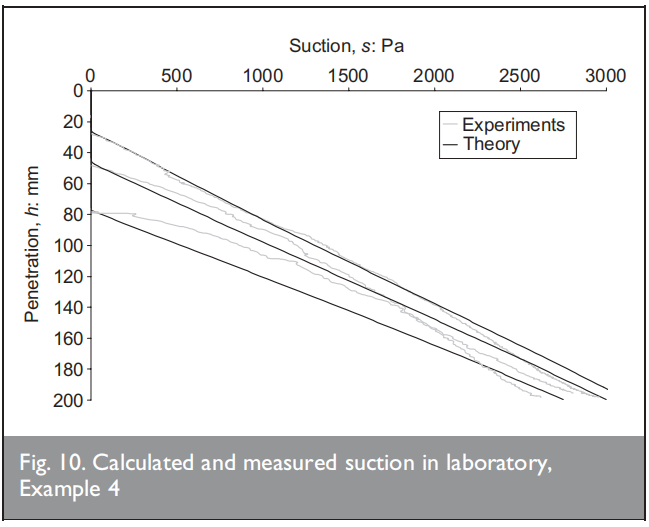 Suction, s: Pa
0 500 1000 1500 2000 2500 3000
0
20
40
60
80
100
120
140
160
180
200
Penetration, h: mm
Experiments
Theory
Fig. 10. Calculated and measured suction in laboratory,
Example 4